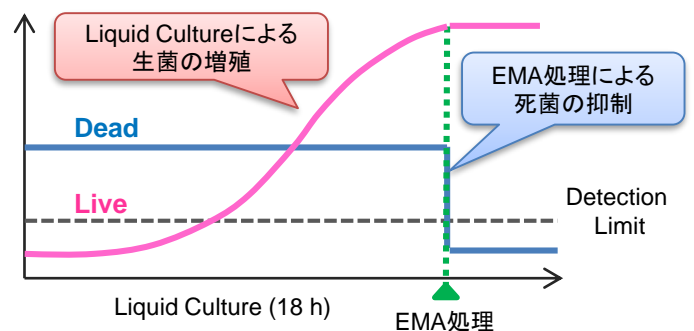 Liquid Cultureによる
生菌の増殖
EMA処理による
死菌の抑制
Dead
Live
Detection
Limit
Liquid Culture (18 h)
EMA処理